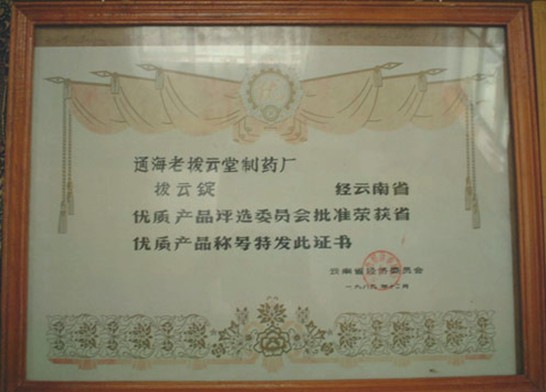 通海老拨云堂制药厂
拨云锭 经云南省
优质产品评选委员会批准荣获省
优质产品称号特发此证书
云南省经济委员会